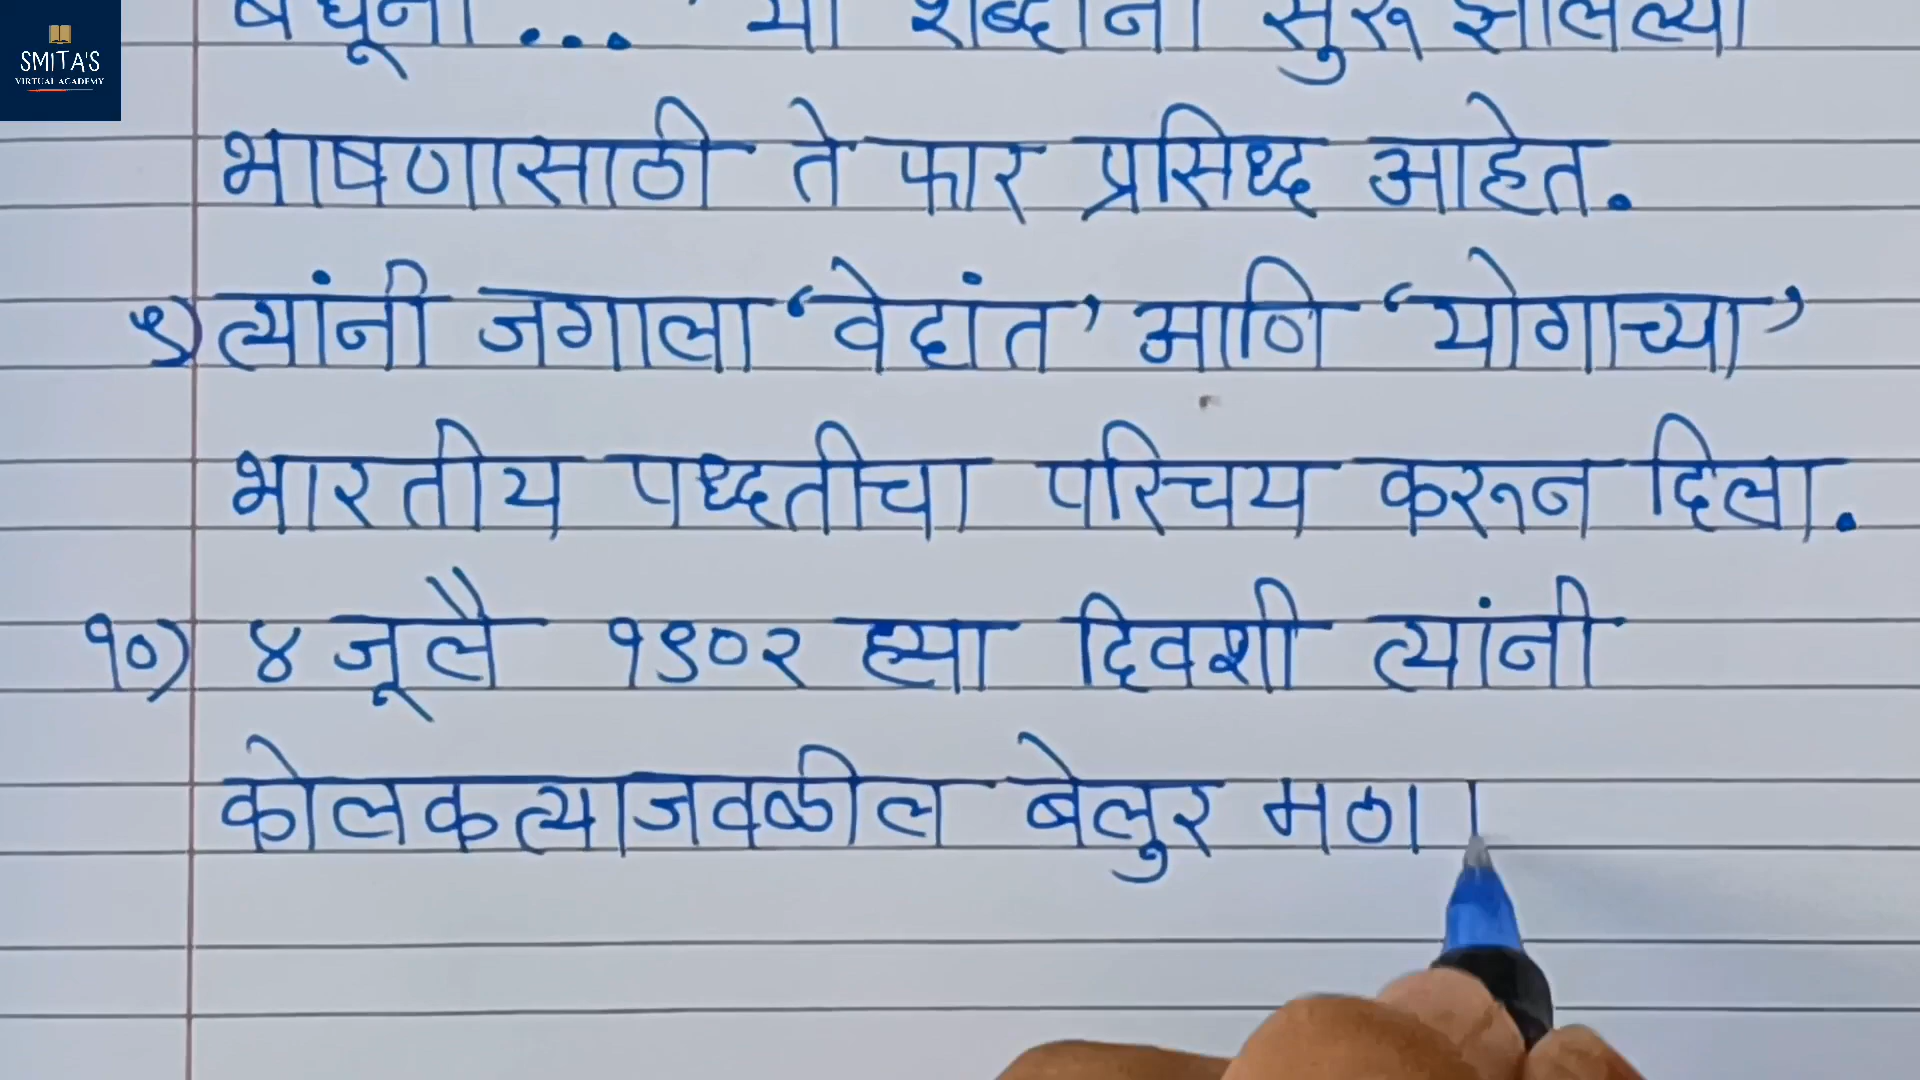 SMITA'S
VIRTUAL ACADEMY
बंधूंनो ... ' या शब्दांनी सुरू झालेल्या
भाषणासाठी ते फार प्रसिध्द आहेत.
९) त्यांनी जगाला ‘वेदांत’ आणि ‘योगाच्या’
भारतीय पध्दतीचा परिचय करून दिला.
१०) ४ जूलै १९०२ ह्या दिवशी त्यांनी
कोलकत्याजवळील बेलुर मठा